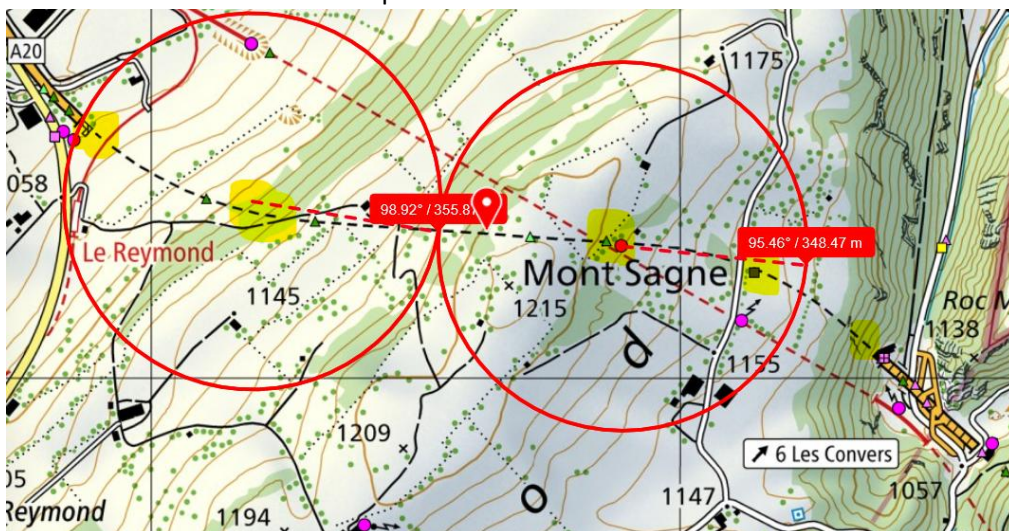 A20
1175
058
98.92° / 355.8
95.46° / 348.47 m
Le Reymond
Mont Sagne
1145
1215
Roc M
1138
d
1155
1209
6 Les Convers
05
1057
1147
Reymond
1194
o